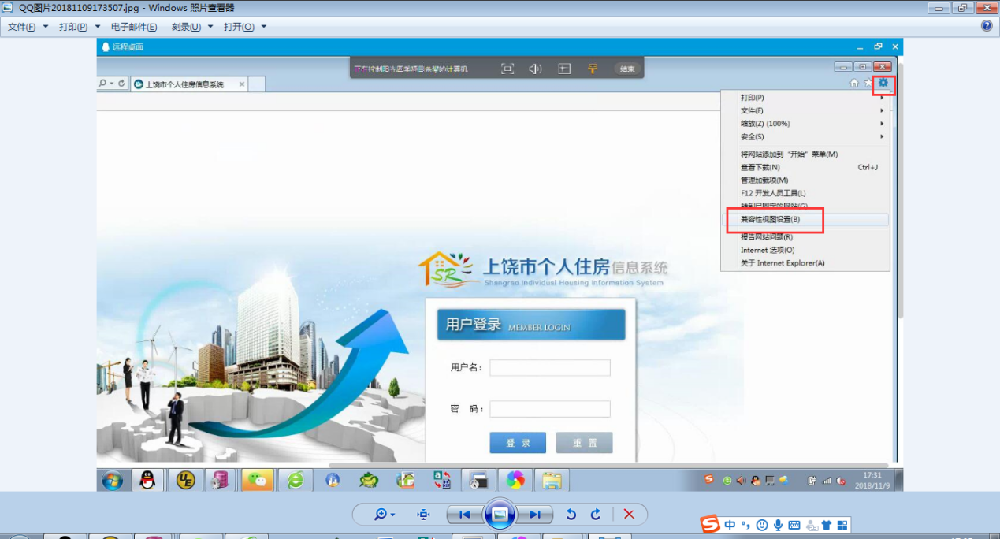 QQ图片20181109173507.jpg - Windows 照片查看器
文件(F) 打印(P) 电子邮件(E) 刻录(U) 打开(O)
远程桌面
结束
上饶市个人住房信息系统
打印(P)
文件(F)
缩放(Z) (100%)
安全(S)
将网站添加到“开始”菜单(M)
查看下载(N) Ctrl+J
管理加载项(M)
F12 开发人员工具(L)
转到已固定的网站(G)
兼容性视图设置(B)
报告网站问题(R)
Internet 选项(O)
关于 Internet Explorer(A)
SR 上饶市个人住房信息系统
Shangrao Individual Housing Information System
用户登录 MEMBER LOGIN
用户名:
密 码:
登 录 重 置
17:31
2018/11/9
中